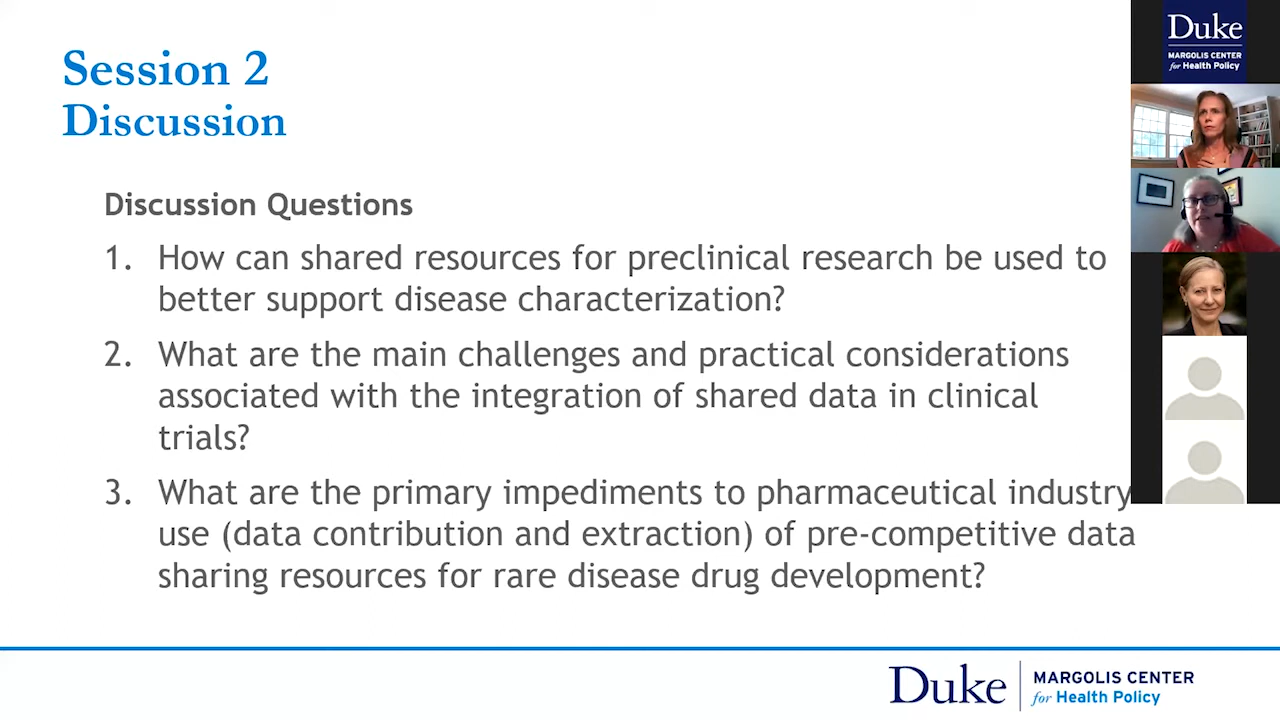 Session 2
Discussion
Discussion Questions
1. How can shared resources for preclinical research be used to
better support disease characterization?
2. What are the main challenges and practical considerations
associated with the integration of shared data in clinical
trials?
3. What are the primary impediments to pharmaceutical industry
use (data contribution and extraction) of pre-competitive data
sharing resources for rare disease drug development?
Duke
MARGOLIS CENTER
for Health Policy
Duke
MARGOLIS CENTER
for Health Policy